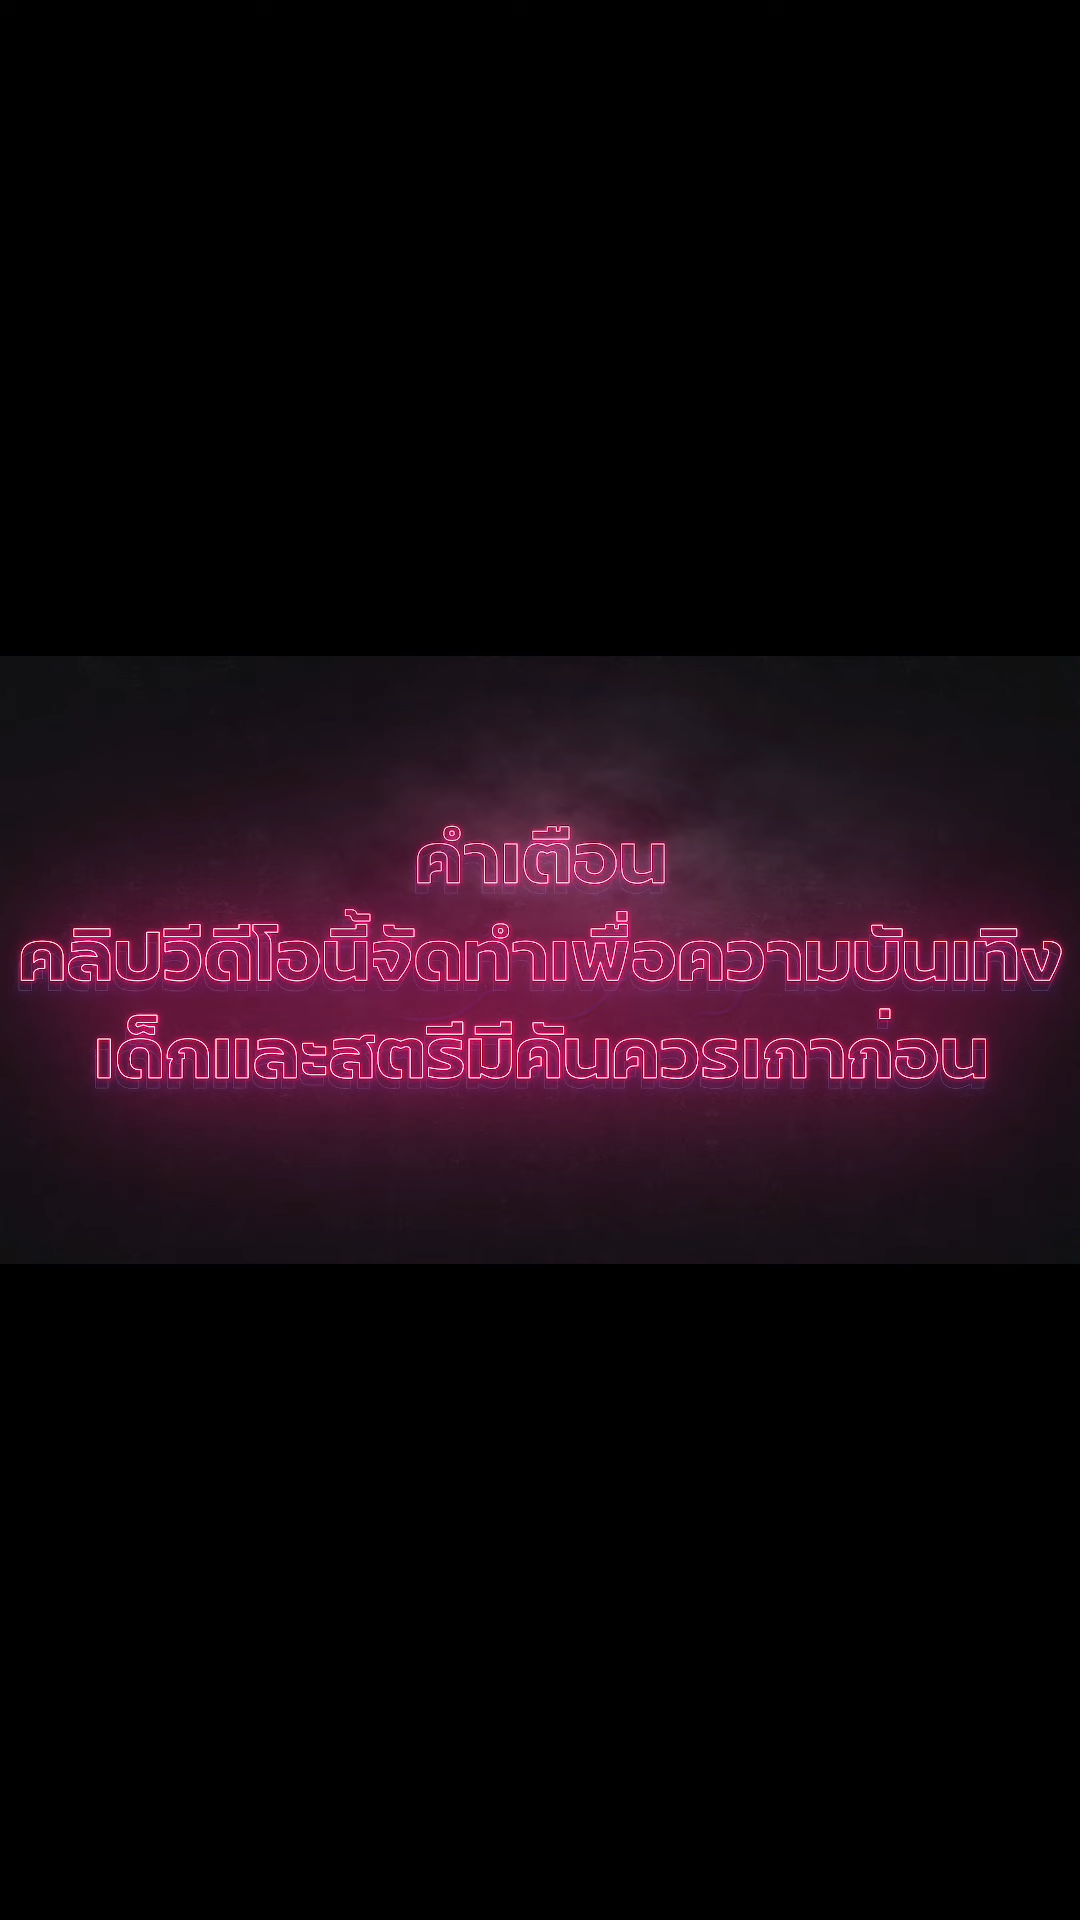 คำเตือน
คลิปวีดีโอนี้จัดทำเพื่อความบันเทิง
เด็กและสตรีมีคันควรเกาก่อน